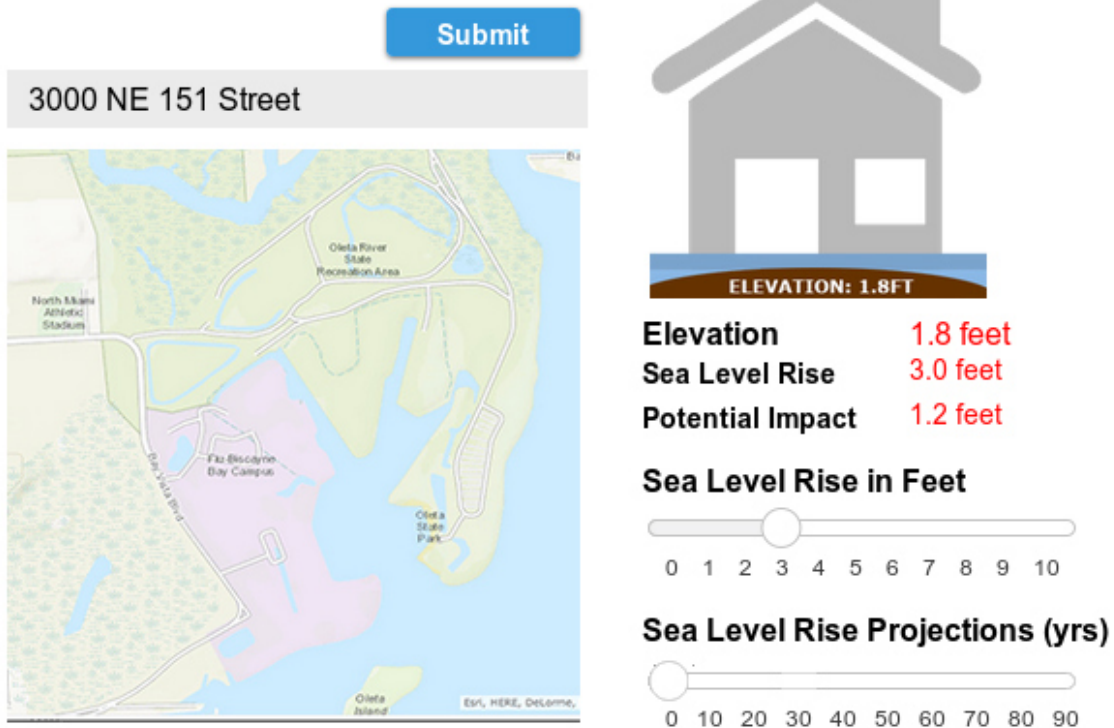 Submit
3000 NE 151 Street
Ba
Oleta River
State
Recreation Area
North Miami
Athletic
Stadium
Fiu-Biscayne
Bay Campus
Bay Vista Blvd
Oleta
State
Park
Oleta
Island
Esri, HERE, DeLorme,
ELEVATION: 1.8FT
Elevation 1.8 feet
Sea Level Rise 3.0 feet
Potential Impact 1.2 feet
Sea Level Rise in Feet
0 1 2 3 4 5 6 7 8 9 10
Sea Level Rise Projections (yrs)
0 10 20 30 40 50 60 70 80 90